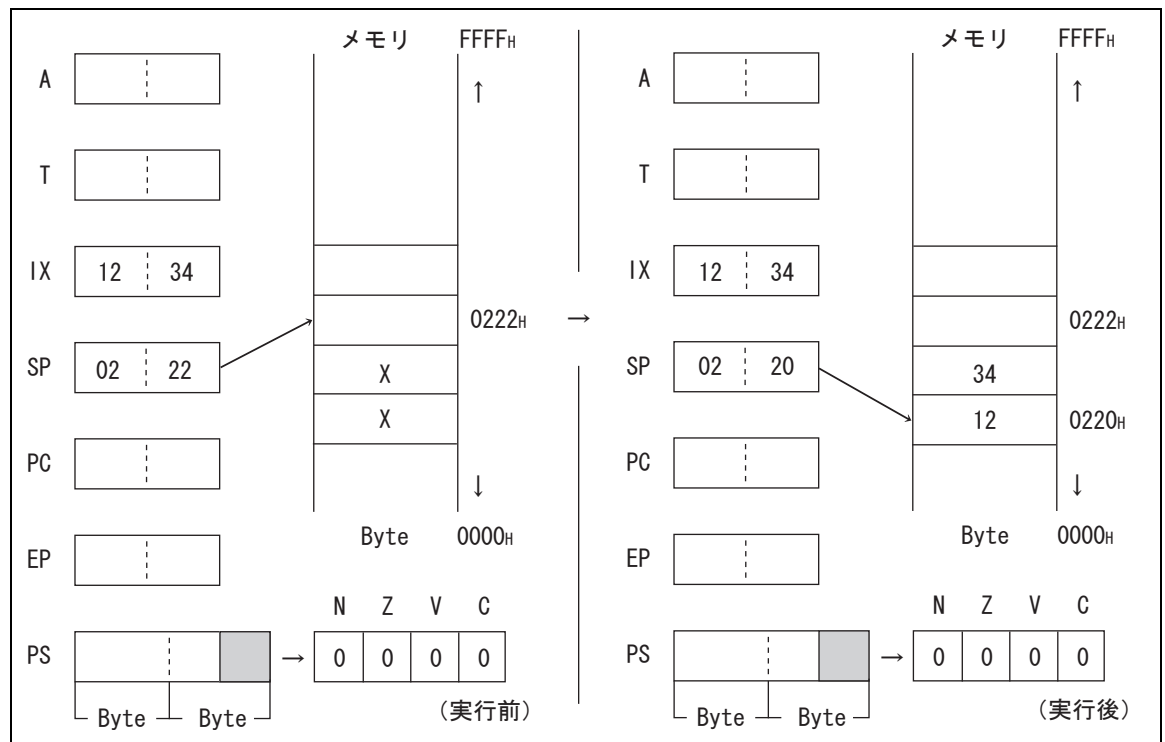 メモリ FFFFH
A
↑
T
IX 12 34
0222H
SP 02 22
X
X
PC
↓
Byte 0000H
EP
N Z V C
PS → 0 0 0 0
Byte Byte (実行前)
→
メモリ FFFFH
A
↑
T
IX 12 34
0222H
SP 02 20
34
12 0220H
PC
↓
Byte 0000H
EP
N Z V C
PS → 0 0 0 0
Byte Byte (実行後)